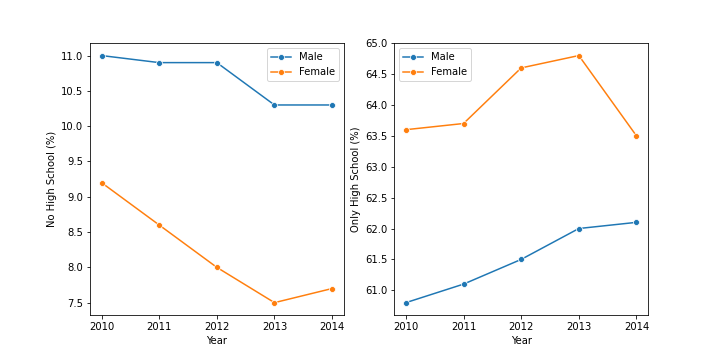 No High School (%)
11.0
10.5
10.0
9.5
9.0
8.5
8.0
7.5
2010 2011 2012 2013 2014
Year
Male
Female
Only High School (%)
65.0
64.5
64.0
63.5
63.0
62.5
62.0
61.5
61.0
2010 2011 2012 2013 2014
Year
Male
Female